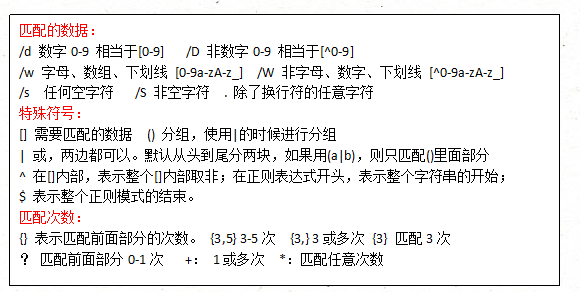 匹配的数据:
/d 数字0-9 相当于[0-9] /D 非数字0-9 相当于[^0-9]
/w 字母、数组、下划线 [0-9a-zA-z_] /W 非字母、数字、下划线 [^0-9a-zA-z_]
/s 任何空字符 /S 非空字符 .除了换行符的任意字符
特殊符号:
[] 需要匹配的数据 () 分组,使用|的时候进行分组
| 或,两边都可以。默认从头到尾分两块,如果用(a|b),则只匹配()里面部分
^ 在[]内部,表示整个[]内部取非;在正则表达式开头,表示整个字符串的开始;
$ 表示整个正则模式的结束。
匹配次数:
{} 表示匹配前面部分的次数。 {3,5}3-5次 {3,}3或多次 {3} 匹配3次
? 匹配前面部分0-1次 +: 1或多次 *:匹配任意次数